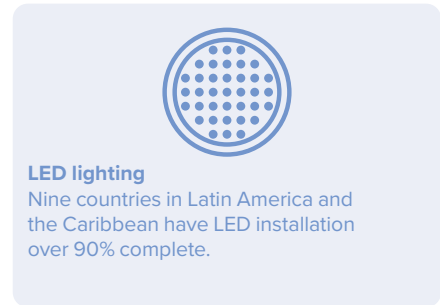 LED lighting
Nine countries in Latin America and
the Caribbean have LED installation
over 90% complete.